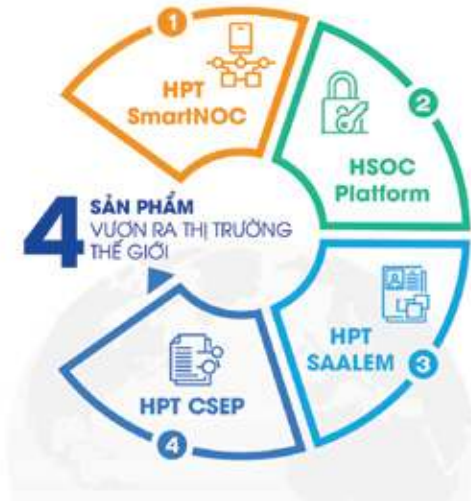 1
HPT
SmartNOC
2
HSOC
Platform
4
SẢN PHẨM
VƯƠN RA THỊ TRƯỜNG
THẾ GIỚI
HPT
SAALEM
3
HPT CSEP
4